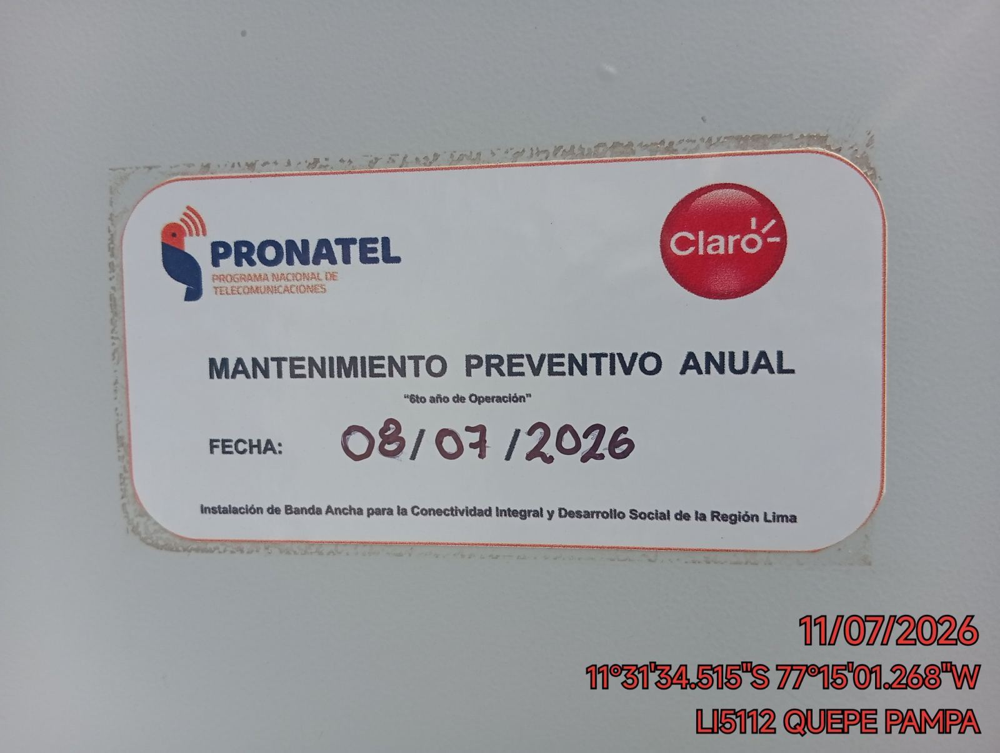 PRONATEL
PROGRAMA NACIONAL DE
TELECOMUNICACIONES
Claro
MANTENIMIENTO PREVENTIVO ANUAL
“6to año de Operación”
FECHA: 08/07/2026
Instalación de Banda Ancha para la Conectividad Integral y Desarrollo Social de la Región Lima
11/07/2026
11°31'34.515"S 77°15'01.268"W
LI5112 QUEPE PAMPA